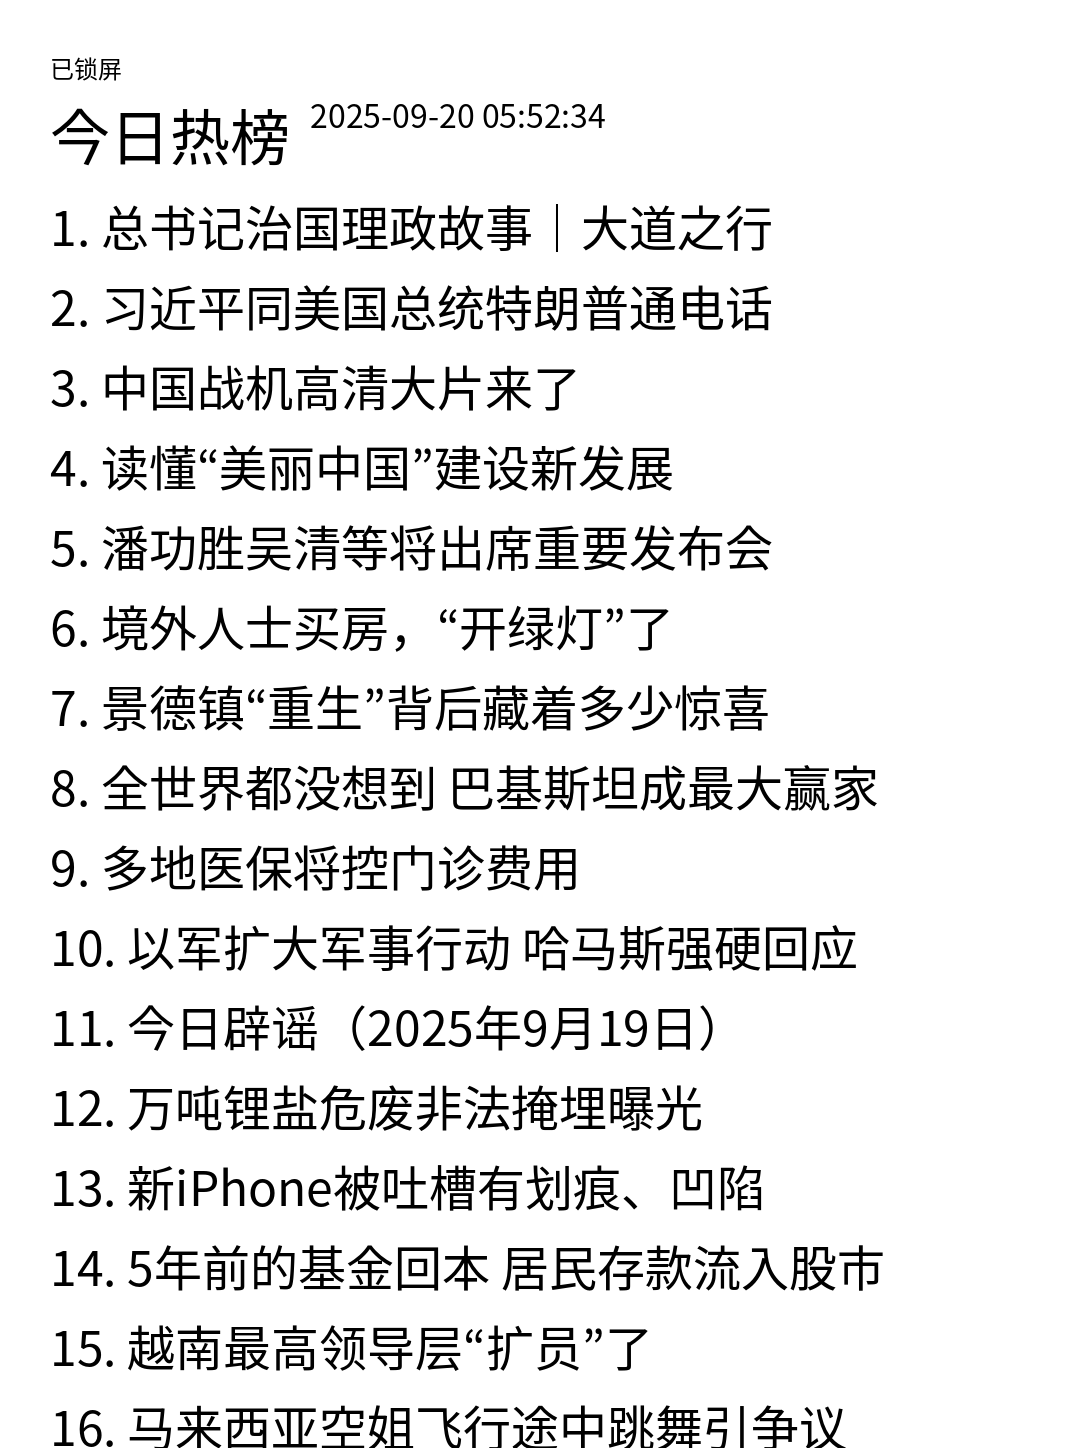 已锁屏
今日热榜 2025-09-20 05:52:34
1. 总书记治国理政故事｜大道之行
2. 习近平同美国总统特朗普通电话
3. 中国战机高清大片来了
4. 读懂“美丽中国”建设新发展
5. 潘功胜吴清等将出席重要发布会
6. 境外人士买房，“开绿灯”了
7. 景德镇“重生”背后藏着多少惊喜
8. 全世界都没想到 巴基斯坦成最大赢家
9. 多地医保将控门诊费用
10. 以军扩大军事行动 哈马斯强硬回应
11. 今日辟谣（2025年9月19日）
12. 万吨锂盐危废非法掩埋曝光
13. 新iPhone被吐槽有划痕、凹陷
14. 5年前的基金回本 居民存款流入股市
15. 越南最高领导层“扩员”了
16. 马来西亚空姐飞行途中跳舞引争议